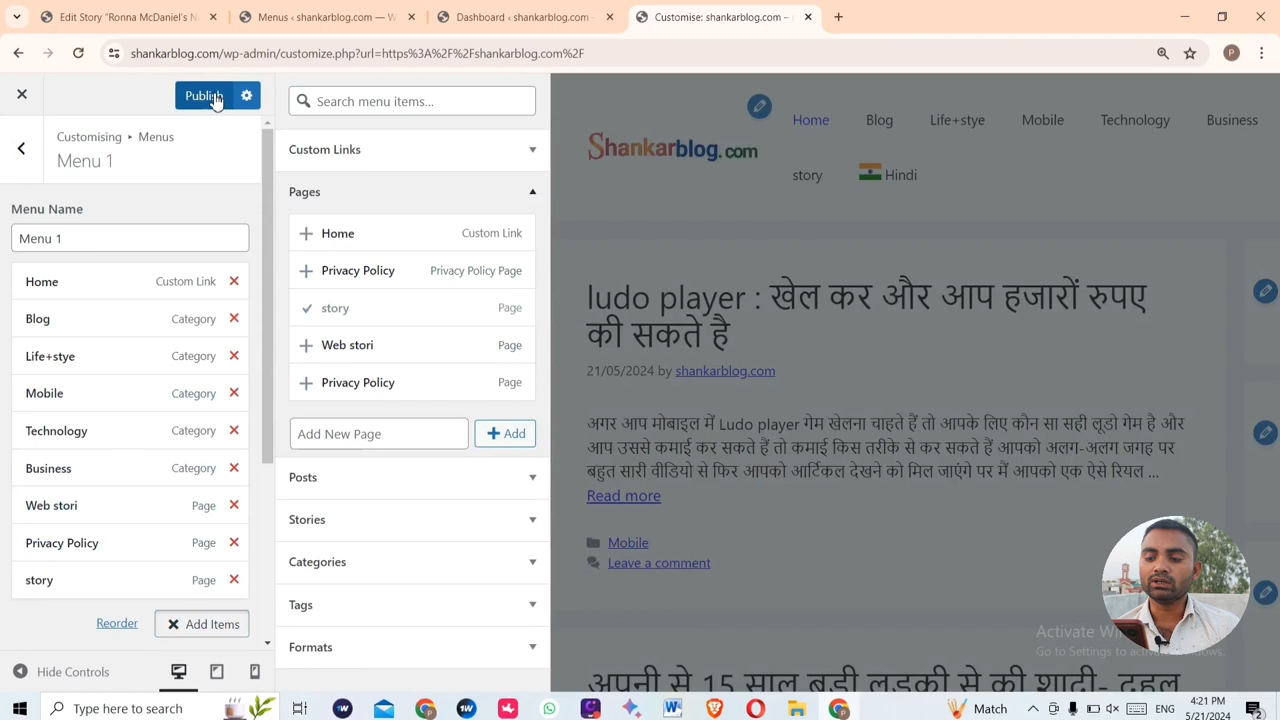 Edit Story "Ronna McDaniel's N
Menus ‹ shankarblog.com — W
Dashboard ‹ shankarblog.com –
Customise: shankarblog.com –
shankarblog.com/wp-admin/customize.php?url=https%3A%2F%2Fshankarblog.com%2F
P
Publish
Customising ▸ Menus
Menu 1
Menu Name
Menu 1
Home Custom Link
Blog Category
Life+stye Category
Mobile Category
Technology Category
Business Category
Web stori Page
Privacy Policy Page
story Page
Reorder
Add Items
Hide Controls
Search menu items...
Custom Links
Pages
Home Custom Link
Privacy Policy Privacy Policy Page
story Page
Web stori Page
Privacy Policy Page
Add New Page
Add
Posts
Stories
Categories
Tags
Formats
Shankarblog.com
Home Blog Life+stye Mobile Technology Business
story Hindi
ludo player : खेल कर और आप हजारों रुपए
की सकते है
21/05/2024 by shankarblog.com
अगर आप मोबाइल में Ludo player गेम खेलना चाहते हैं तो आपके लिए कौन सा सही लूडो गेम है और
आप उससे कमाई कर सकते हैं तो कमाई किस तरीके से कर सकते हैं आपको अलग-अलग जगह पर
बहुत सारी वीडियो से फिर आपको आर्टिकल देखने को मिल जाएंगे पर मैं आपको एक ऐसे रियल ...
Read more
Mobile
Leave a comment
अपनी से 15 साल बड़ी लड़की से की शादी- दूल्हा
Type here to search
Match
ENG
4:21 PM
5/21/2024
2